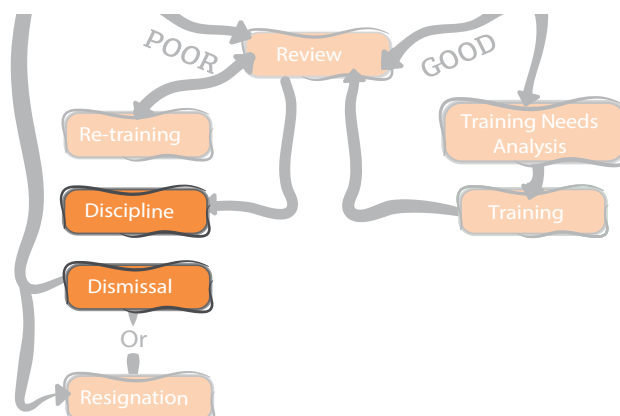 POOR
Review
GOOD
Re-training
Training Needs
Analysis
Discipline
Training
Dismissal
Or
Resignation